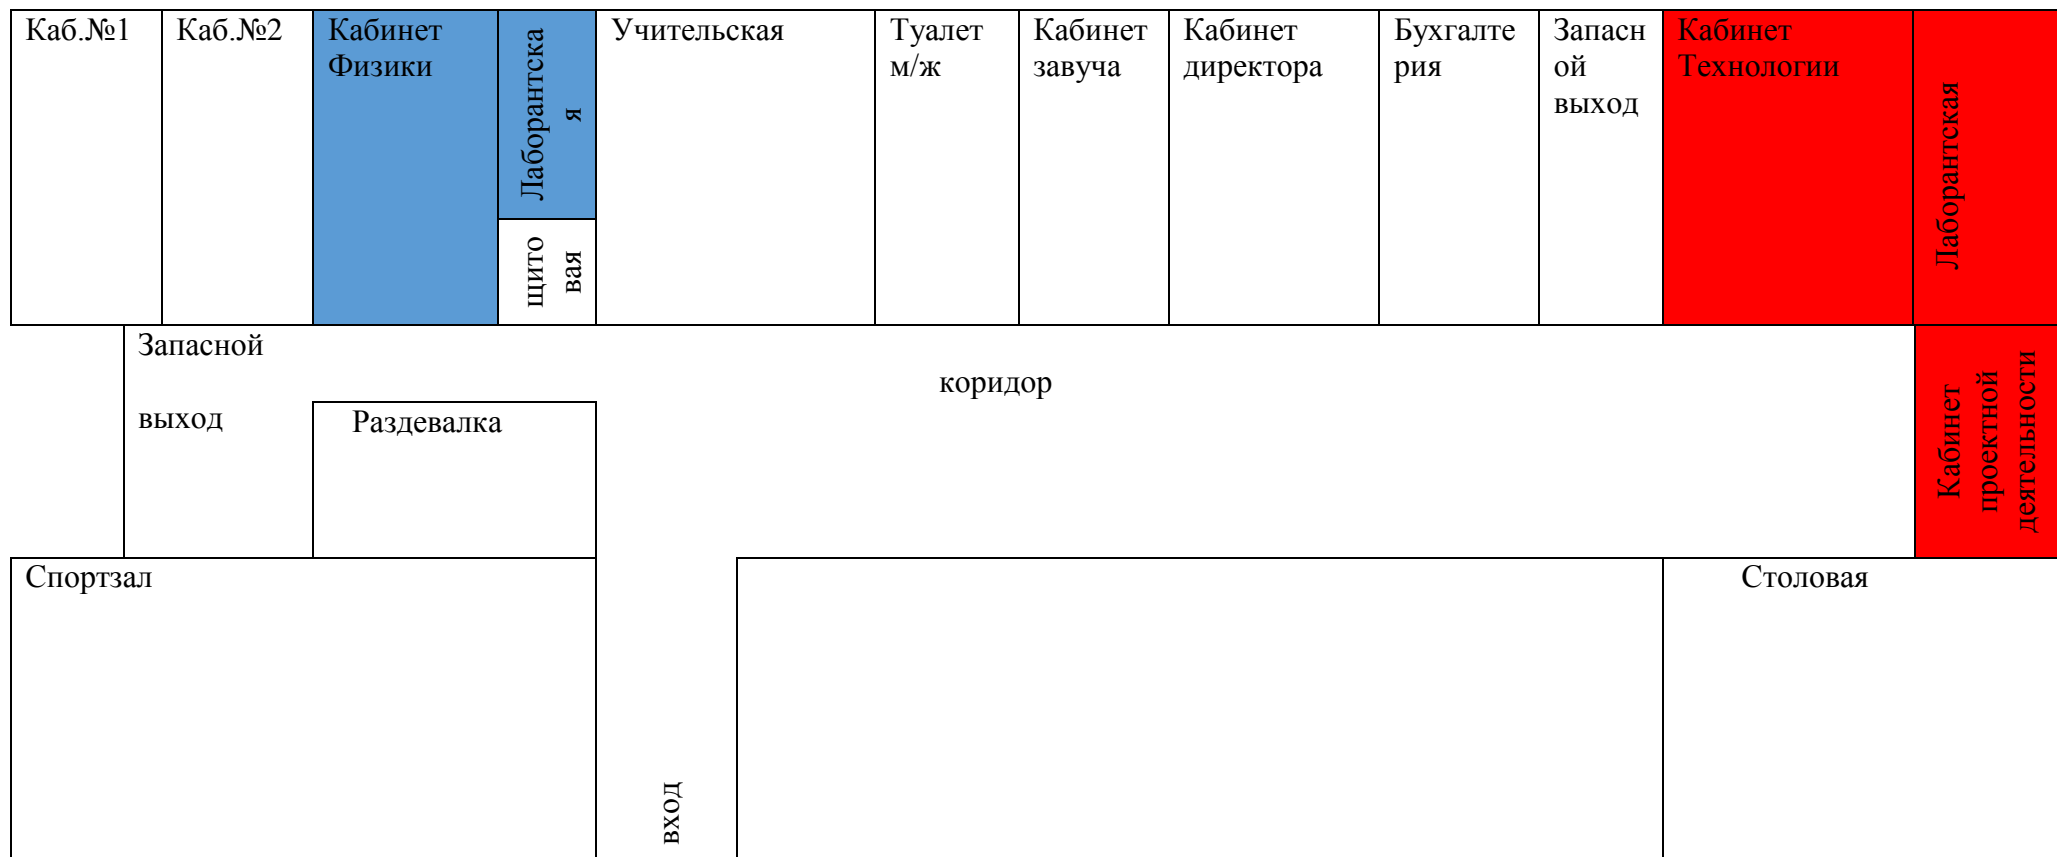 Каб.№1
Каб.№2
Кабинет
Физики
Лаборантска
я
щито
вая
Учительская
Туалет
м/ж
Кабинет
завуча
Кабинет
директора
Бухгалте
рия
Запасн
ой
выход
Кабинет
Технологии
Лаборантская
Запасной
выход
коридор
Раздевалка
Кабинет
проектной
деятельности
Спортзал
вход
Столовая